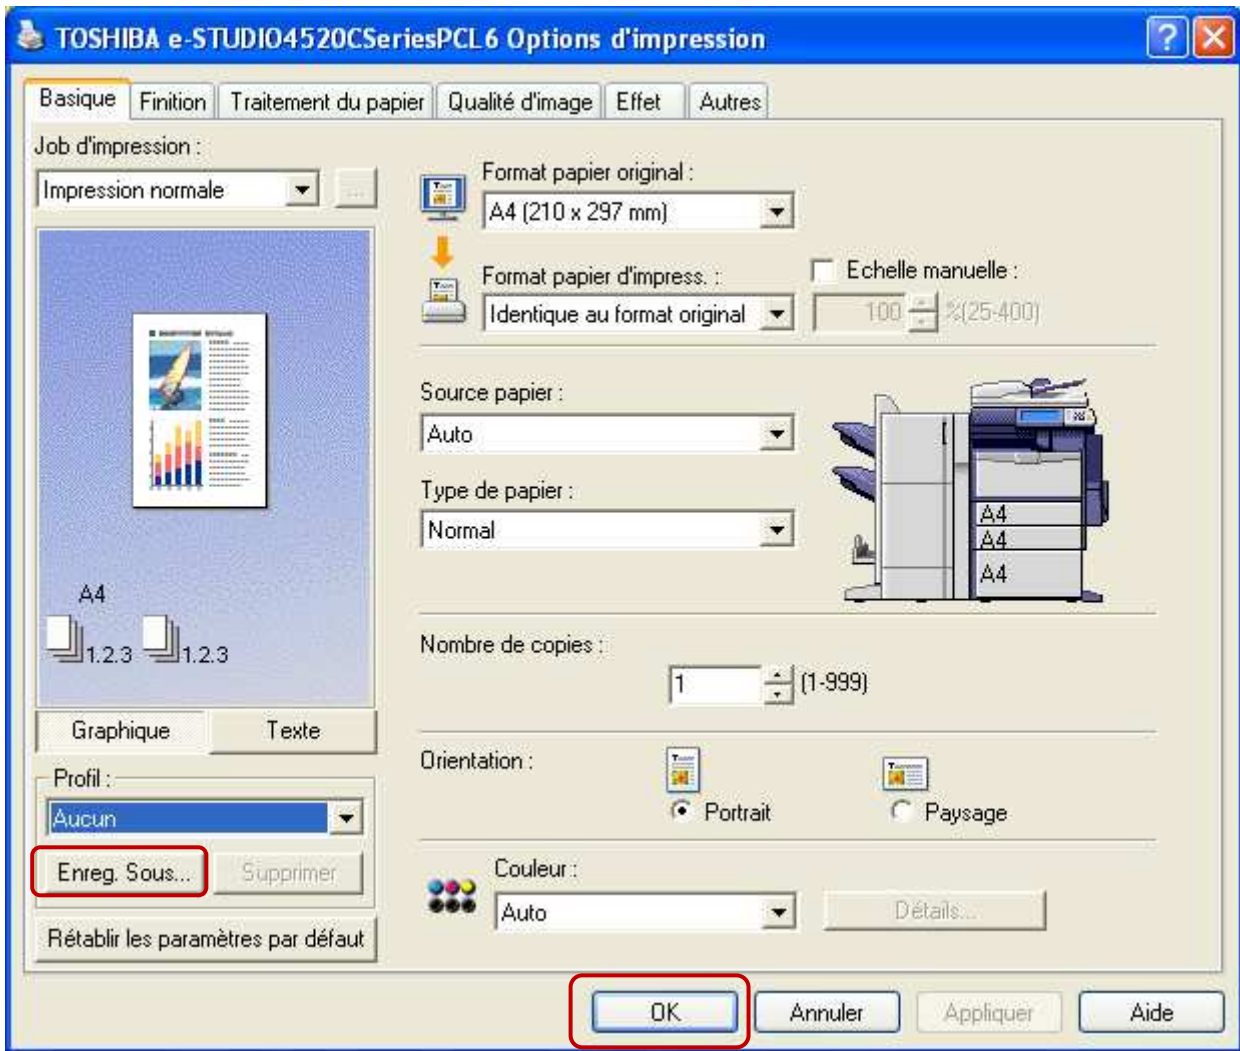 TOSHIBA e-STUDIO4520CSeriesPCL6 Options d'impression
Basique
Finition
Traitement du papier
Qualité d'image
Effet
Autres
Job d'impression :
Impression normale
...
A4
1.2.3
1.2.3
Graphique
Texte
Profil :
Aucun
Enreg. Sous...
Supprimer
Rétablir les paramètres par défaut
Format papier original :
A4 (210 x 297 mm)
Format papier d'impress. :
Identique au format original
Echelle manuelle :
100
%(25-400)
Source papier :
Auto
Type de papier :
Normal
A4
A4
A4
Nombre de copies :
1
(1-999)
Orientation :
Portrait
Paysage
Couleur :
Auto
Détails...
OK
Annuler
Appliquer
Aide